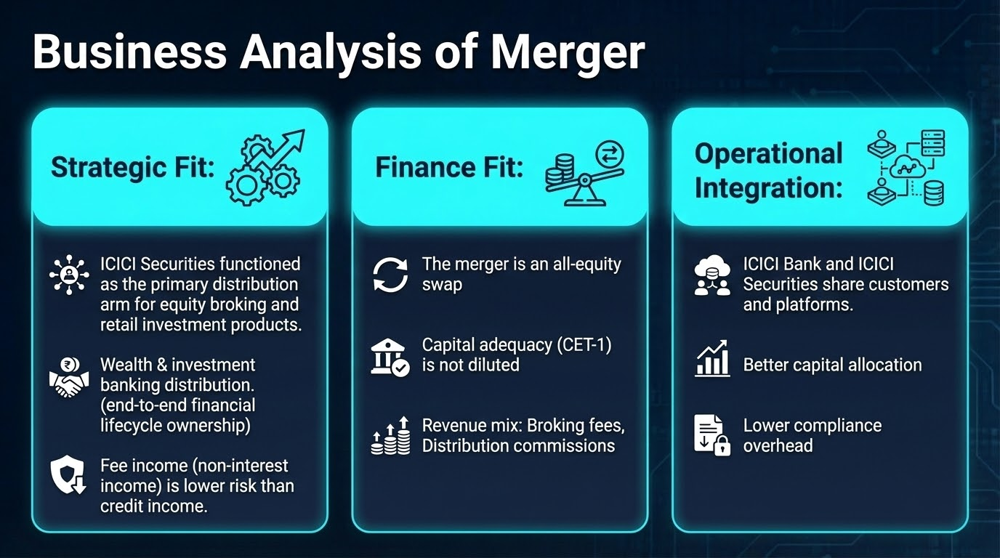 Business Analysis of Merger
Strategic Fit:
ICICI Securities functioned
as the primary distribution
arm for equity broking and
retail investment products.
₹
Wealth & investment
banking distribution.
(end-to-end financial
lifecycle ownership)
Fee income (non-interest
income) is lower risk than
credit income.
Finance Fit:
The merger is an all-equity
swap
Capital adequacy (CET-1)
is not diluted
Revenue mix: Broking fees,
Distribution commissions
Operational
Integration:
ICICI Bank and ICICI
Securities share customers
and platforms.
Better capital allocation
Lower compliance
overhead